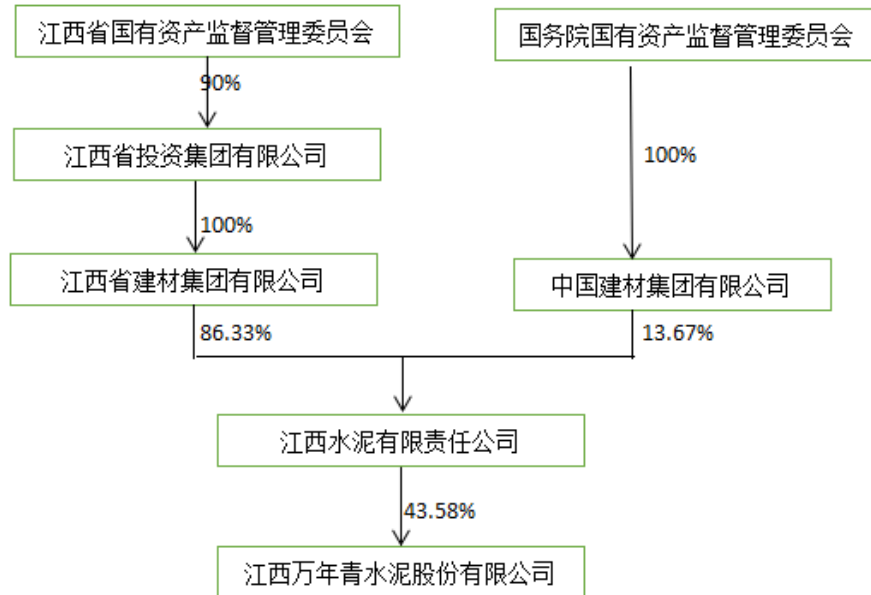 江西省国有资产监督管理委员会
国务院国有资产监督管理委员会
90%
江西省投资集团有限公司
100%
100%
江西省建材集团有限公司
中国建材集团有限公司
86.33%
13.67%
江西水泥有限责任公司
43.58%
江西万年青水泥股份有限公司